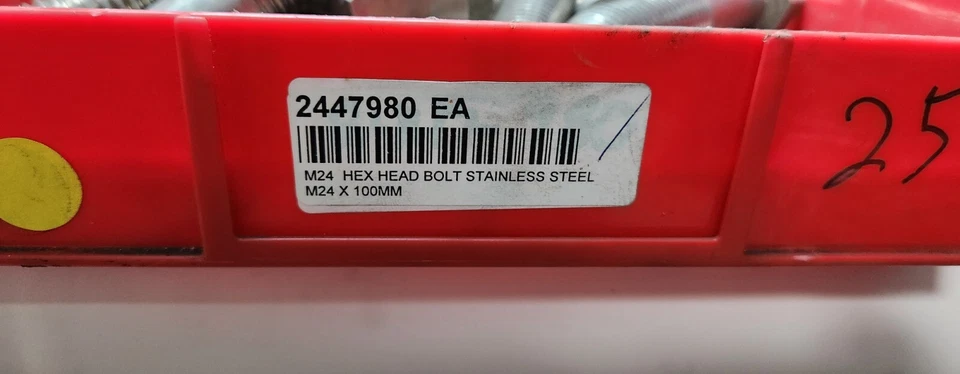 2447980 EA
M24 HEX HEAD BOLT STAINLESS STEEL
M24 X 100MM
25